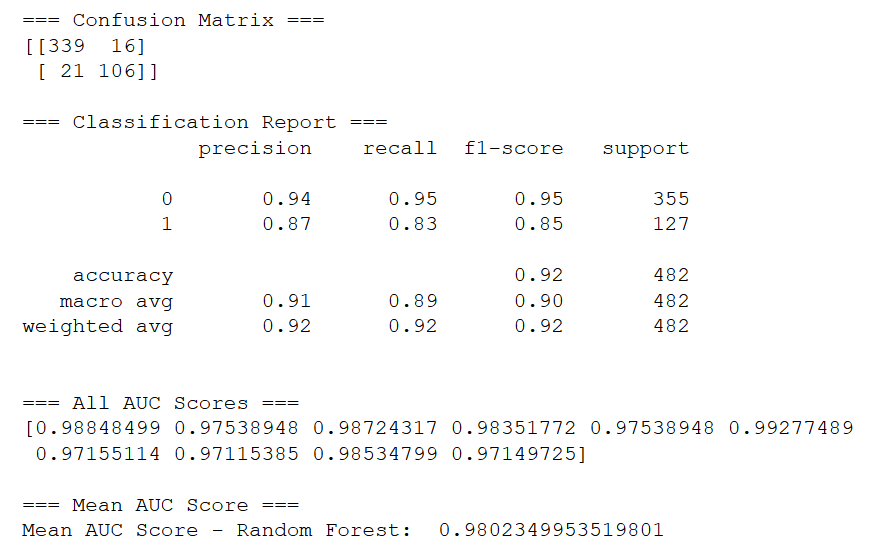 === Confusion Matrix ===
[[339  16]
 [ 21 106]]
=== Classification Report ===
              precision    recall  f1-score   support
           0       0.94      0.95      0.95       355
           1       0.87      0.83      0.85       127
    accuracy                           0.92       482
   macro avg       0.91      0.89      0.90       482
weighted avg       0.92      0.92      0.92       482
=== All AUC Scores ===
[0.98848499 0.97538948 0.98724317 0.98351772 0.97538948 0.99277489
 0.97155114 0.97115385 0.98534799 0.97149725]
=== Mean AUC Score ===
Mean AUC Score - Random Forest:  0.9802349953519801